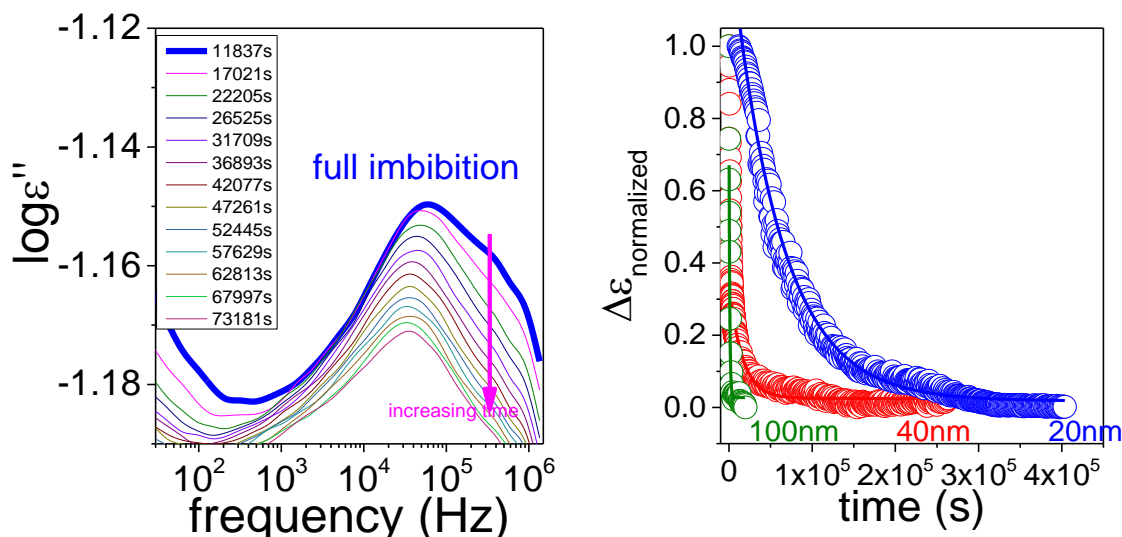 -1.12
-1.14
-1.16
-1.18
logε''
11837s
17021s
22205s
26525s
31709s
36893s
42077s
47261s
52445s
57629s
62813s
67997s
73181s
full imbibition
increasing time
10² 10³ 10⁴ 10⁵ 10⁶
frequency (Hz)
1.0
0.8
0.6
0.4
0.2
0.0
Δε normalized
100nm 40nm 20nm
0 1x10⁵ 2x10⁵ 3x10⁵ 4x10⁵
time (s)